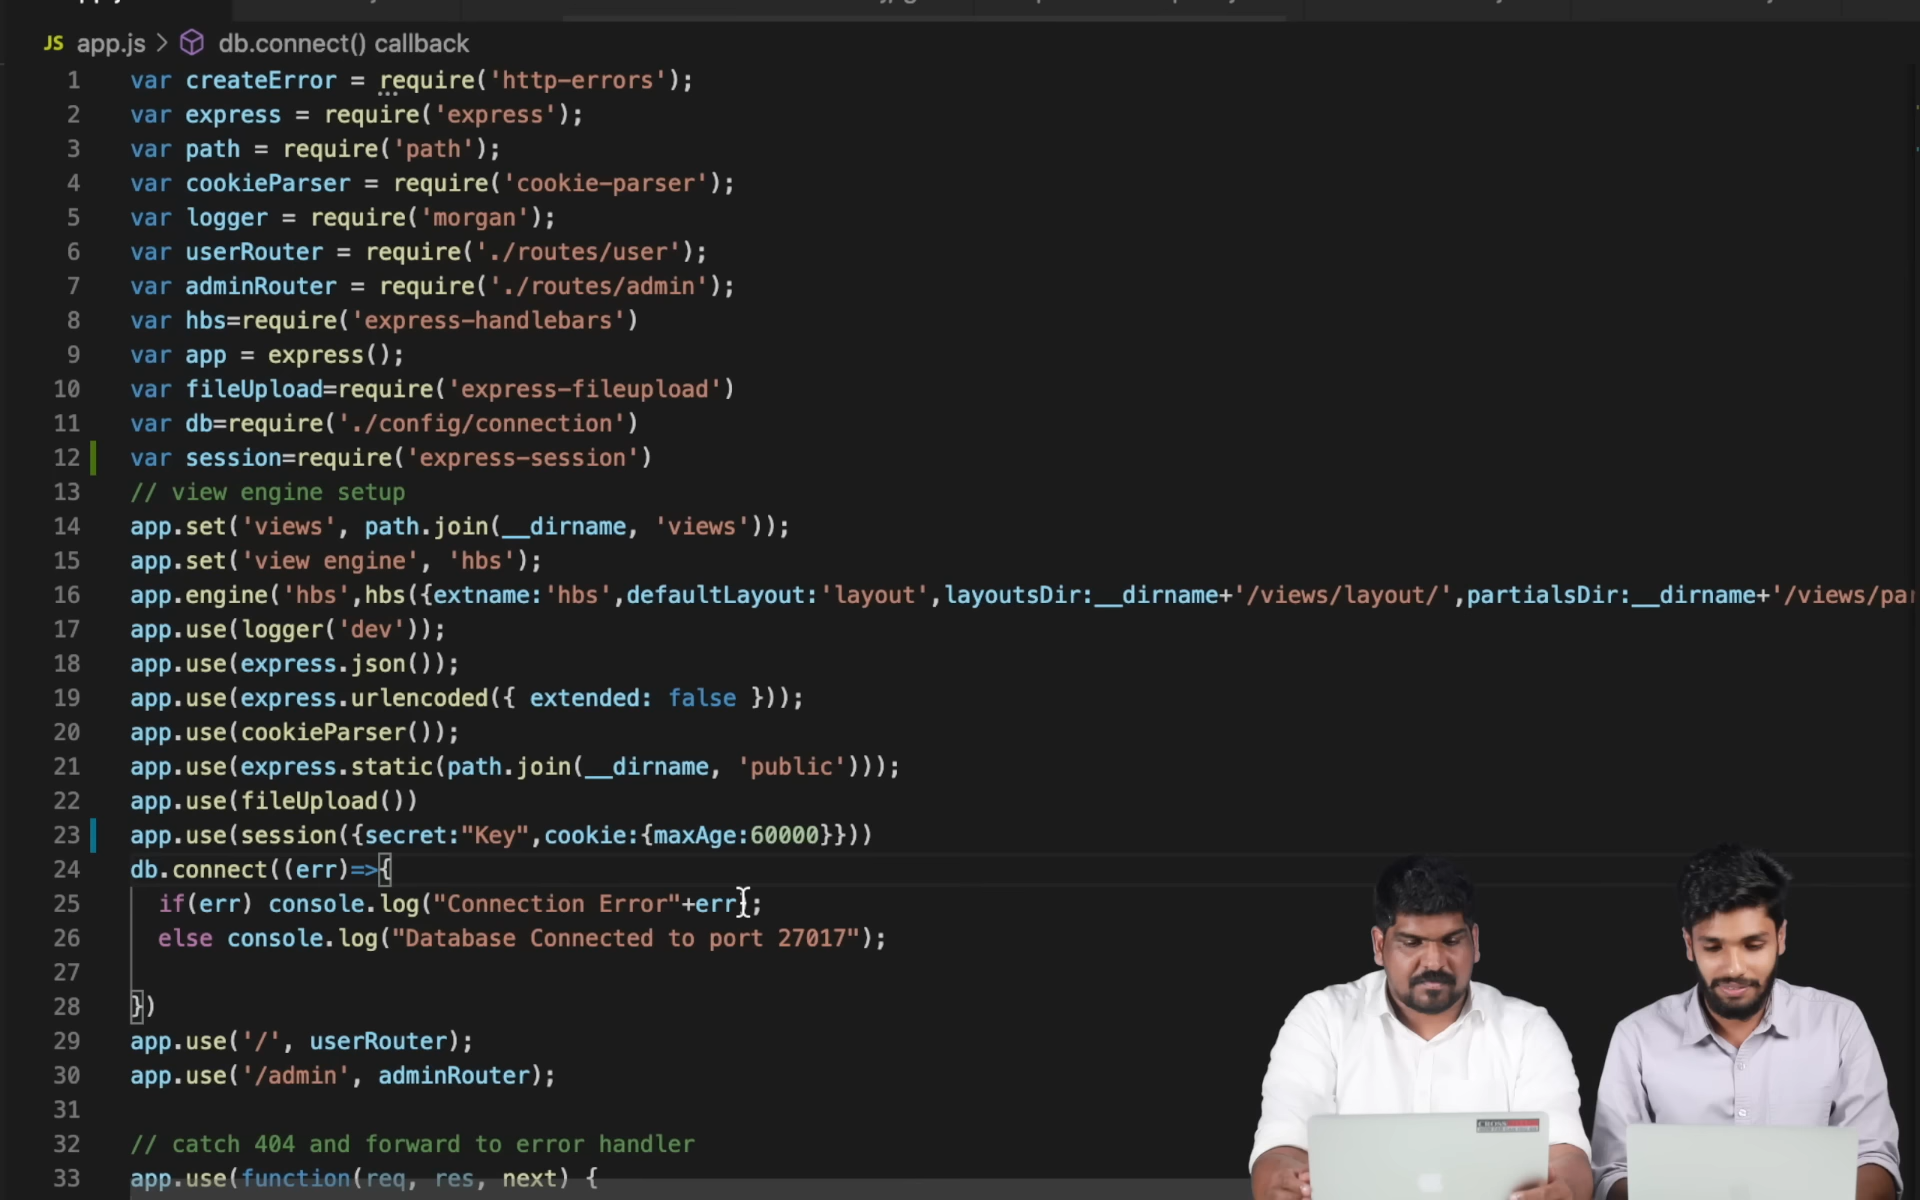 JS app.js > db.connect() callback
1 var createError = require('http-errors');
2 var express = require('express');
3 var path = require('path');
4 var cookieParser = require('cookie-parser');
5 var logger = require('morgan');
6 var userRouter = require('./routes/user');
7 var adminRouter = require('./routes/admin');
8 var hbs=require('express-handlebars')
9 var app = express();
10 var fileUpload=require('express-fileupload')
11 var db=require('./config/connection')
12 var session=require('express-session')
13 // view engine setup
14 app.set('views', path.join(__dirname, 'views'));
15 app.set('view engine', 'hbs');
16 app.engine('hbs',hbs({extname:'hbs',defaultLayout:'layout',layoutsDir:__dirname+'/views/layout/',partialsDir:__dirname+'/views/par
17 app.use(logger('dev'));
18 app.use(express.json());
19 app.use(express.urlencoded({ extended: false }));
20 app.use(cookieParser());
21 app.use(express.static(path.join(__dirname, 'public')));
22 app.use(fileUpload())
23 app.use(session({secret:"Key",cookie:{maxAge:60000}}))
24 db.connect((err)=>{
25 if(err) console.log("Connection Error"+err);
26 else console.log("Database Connected to port 27017");
27
28 })
29 app.use('/', userRouter);
30 app.use('/admin', adminRouter);
31
32 // catch 404 and forward to error handler
33 app.use(function(req, res, next) {